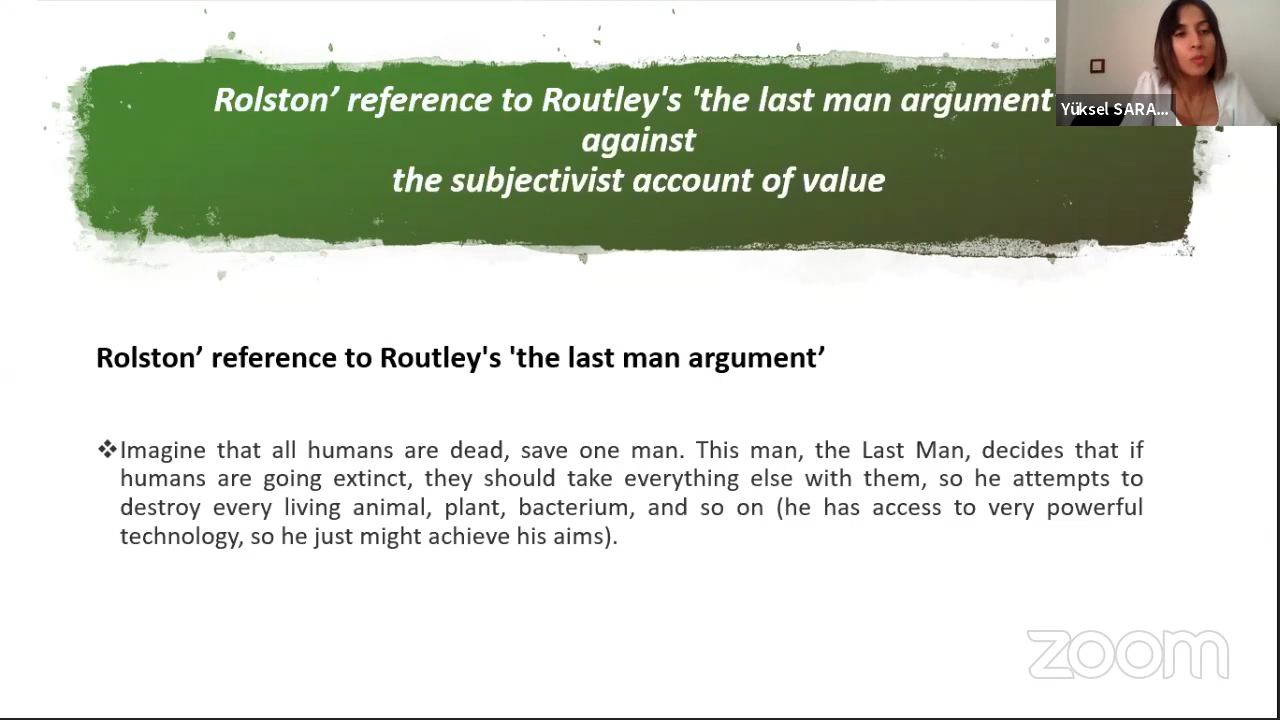 Rolston’ reference to Routley's 'the last man argument
against
the subjectivist account of value
Yüksel SARA...
Rolston’ reference to Routley's 'the last man argument’
❖Imagine that all humans are dead, save one man. This man, the Last Man, decides that if
humans are going extinct, they should take everything else with them, so he attempts to
destroy every living animal, plant, bacterium, and so on (he has access to very powerful
technology, so he just might achieve his aims).
zoom